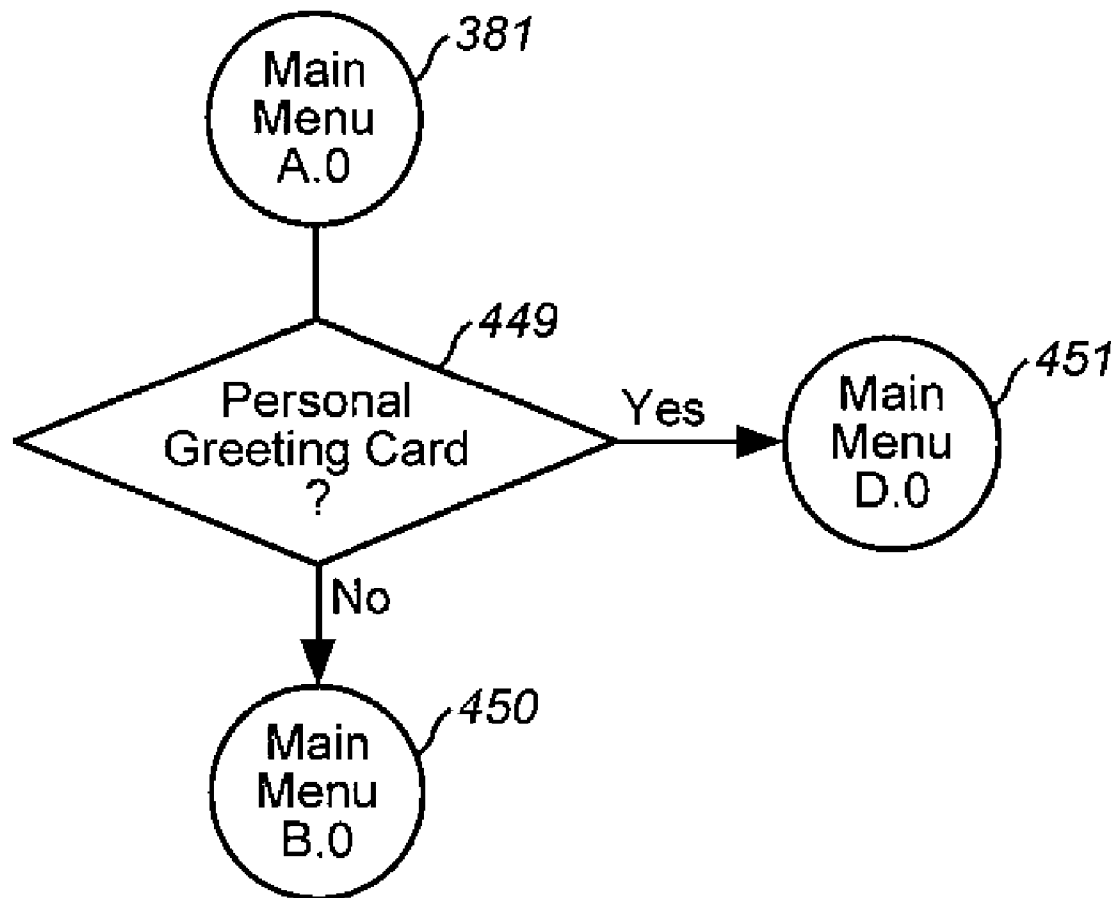 381
Main
Menu
A.0
449
Personal
Greeting Card
?
Yes
451
Main
Menu
D.0
No
450
Main
Menu
B.0